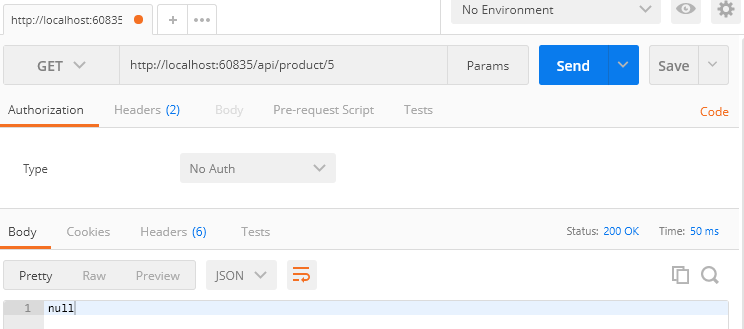 http://localhost:60835 + ••• No Environment
GET http://localhost:60835/api/product/5 Params Send Save
Authorization Headers (2) Body Pre-request Script Tests Code
Type No Auth
Body Cookies Headers (6) Tests Status: 200 OK Time: 50 ms
Pretty Raw Preview JSON
1 null